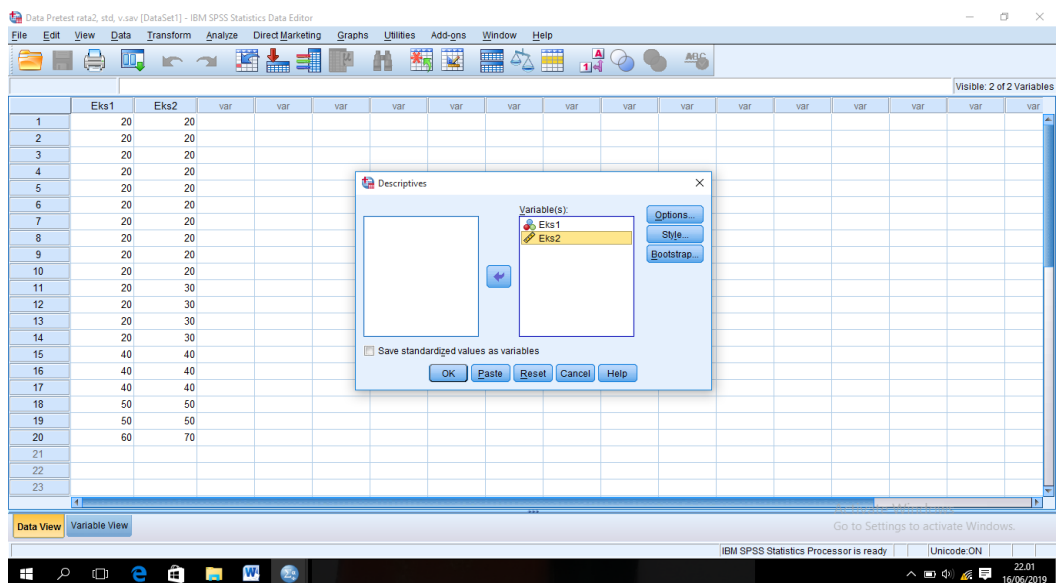 Data Pretest rata2, std, v.sav [DataSet1] - IBM SPSS Statistics Data Editor
File Edit View Data Transform Analyze Direct Marketing Graphs Utilities Add-ons Window Help
Visible: 2 of 2 Variables
Eks1 Eks2 var var var var var var var var var var var var var var var
1 20 20
2 20 20
3 20 20
4 20 20
5 20 20
6 20 20
7 20 20
8 20 20
9 20 20
10 20 20
11 20 30
12 20 30
13 20 30
14 20 30
15 40 40
16 40 40
17 40 40
18 50 50
19 50 50
20 60 70
21
22
23
Descriptives
Variable(s):
Eks1
Eks2
Options...
Style...
Bootstrap...
Save standardized values as variables
OK Paste Reset Cancel Help
Data View Variable View
Go to Settings to activate Windows.
IBM SPSS Statistics Processor is ready Unicode:ON
22.01
16/06/2019